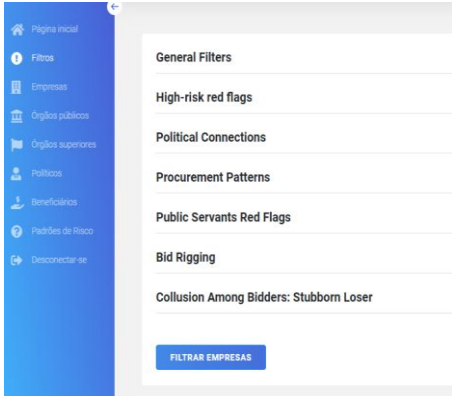 Página inicial
Filtros
Empresas
Órgãos públicos
Órgãos superiores
Políticos
Beneficiários
Padrões de Risco
Desconectar-se
General Filters
High-risk red flags
Political Connections
Procurement Patterns
Public Servants Red Flags
Bid Rigging
Collusion Among Bidders: Stubborn Loser
FILTRAR EMPRESAS